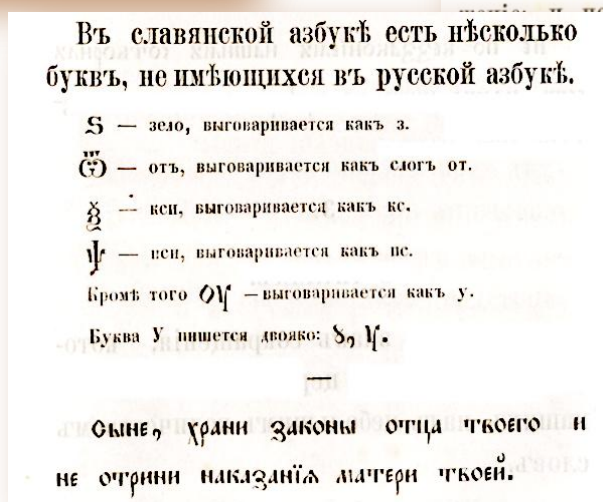 Въ славянской азбукѣ есть нѣсколько
буквъ, не имѣющихся въ русской азбукѣ.
Ѕ — зело, выговаривается какъ з.
Ѿ — отъ, выговаривается какъ слогъ от.
Ѯ — кси, выговаривается какъ кс.
Ѱ — пси, выговаривается какъ пс.
Кромѣ того ОУ — выговаривается какъ у.
Буква У пишется двояко: Ꙋ, Ѵ.
Сыне, храни законы отца твоего и
не отрини наказанїѧ матери твоей.